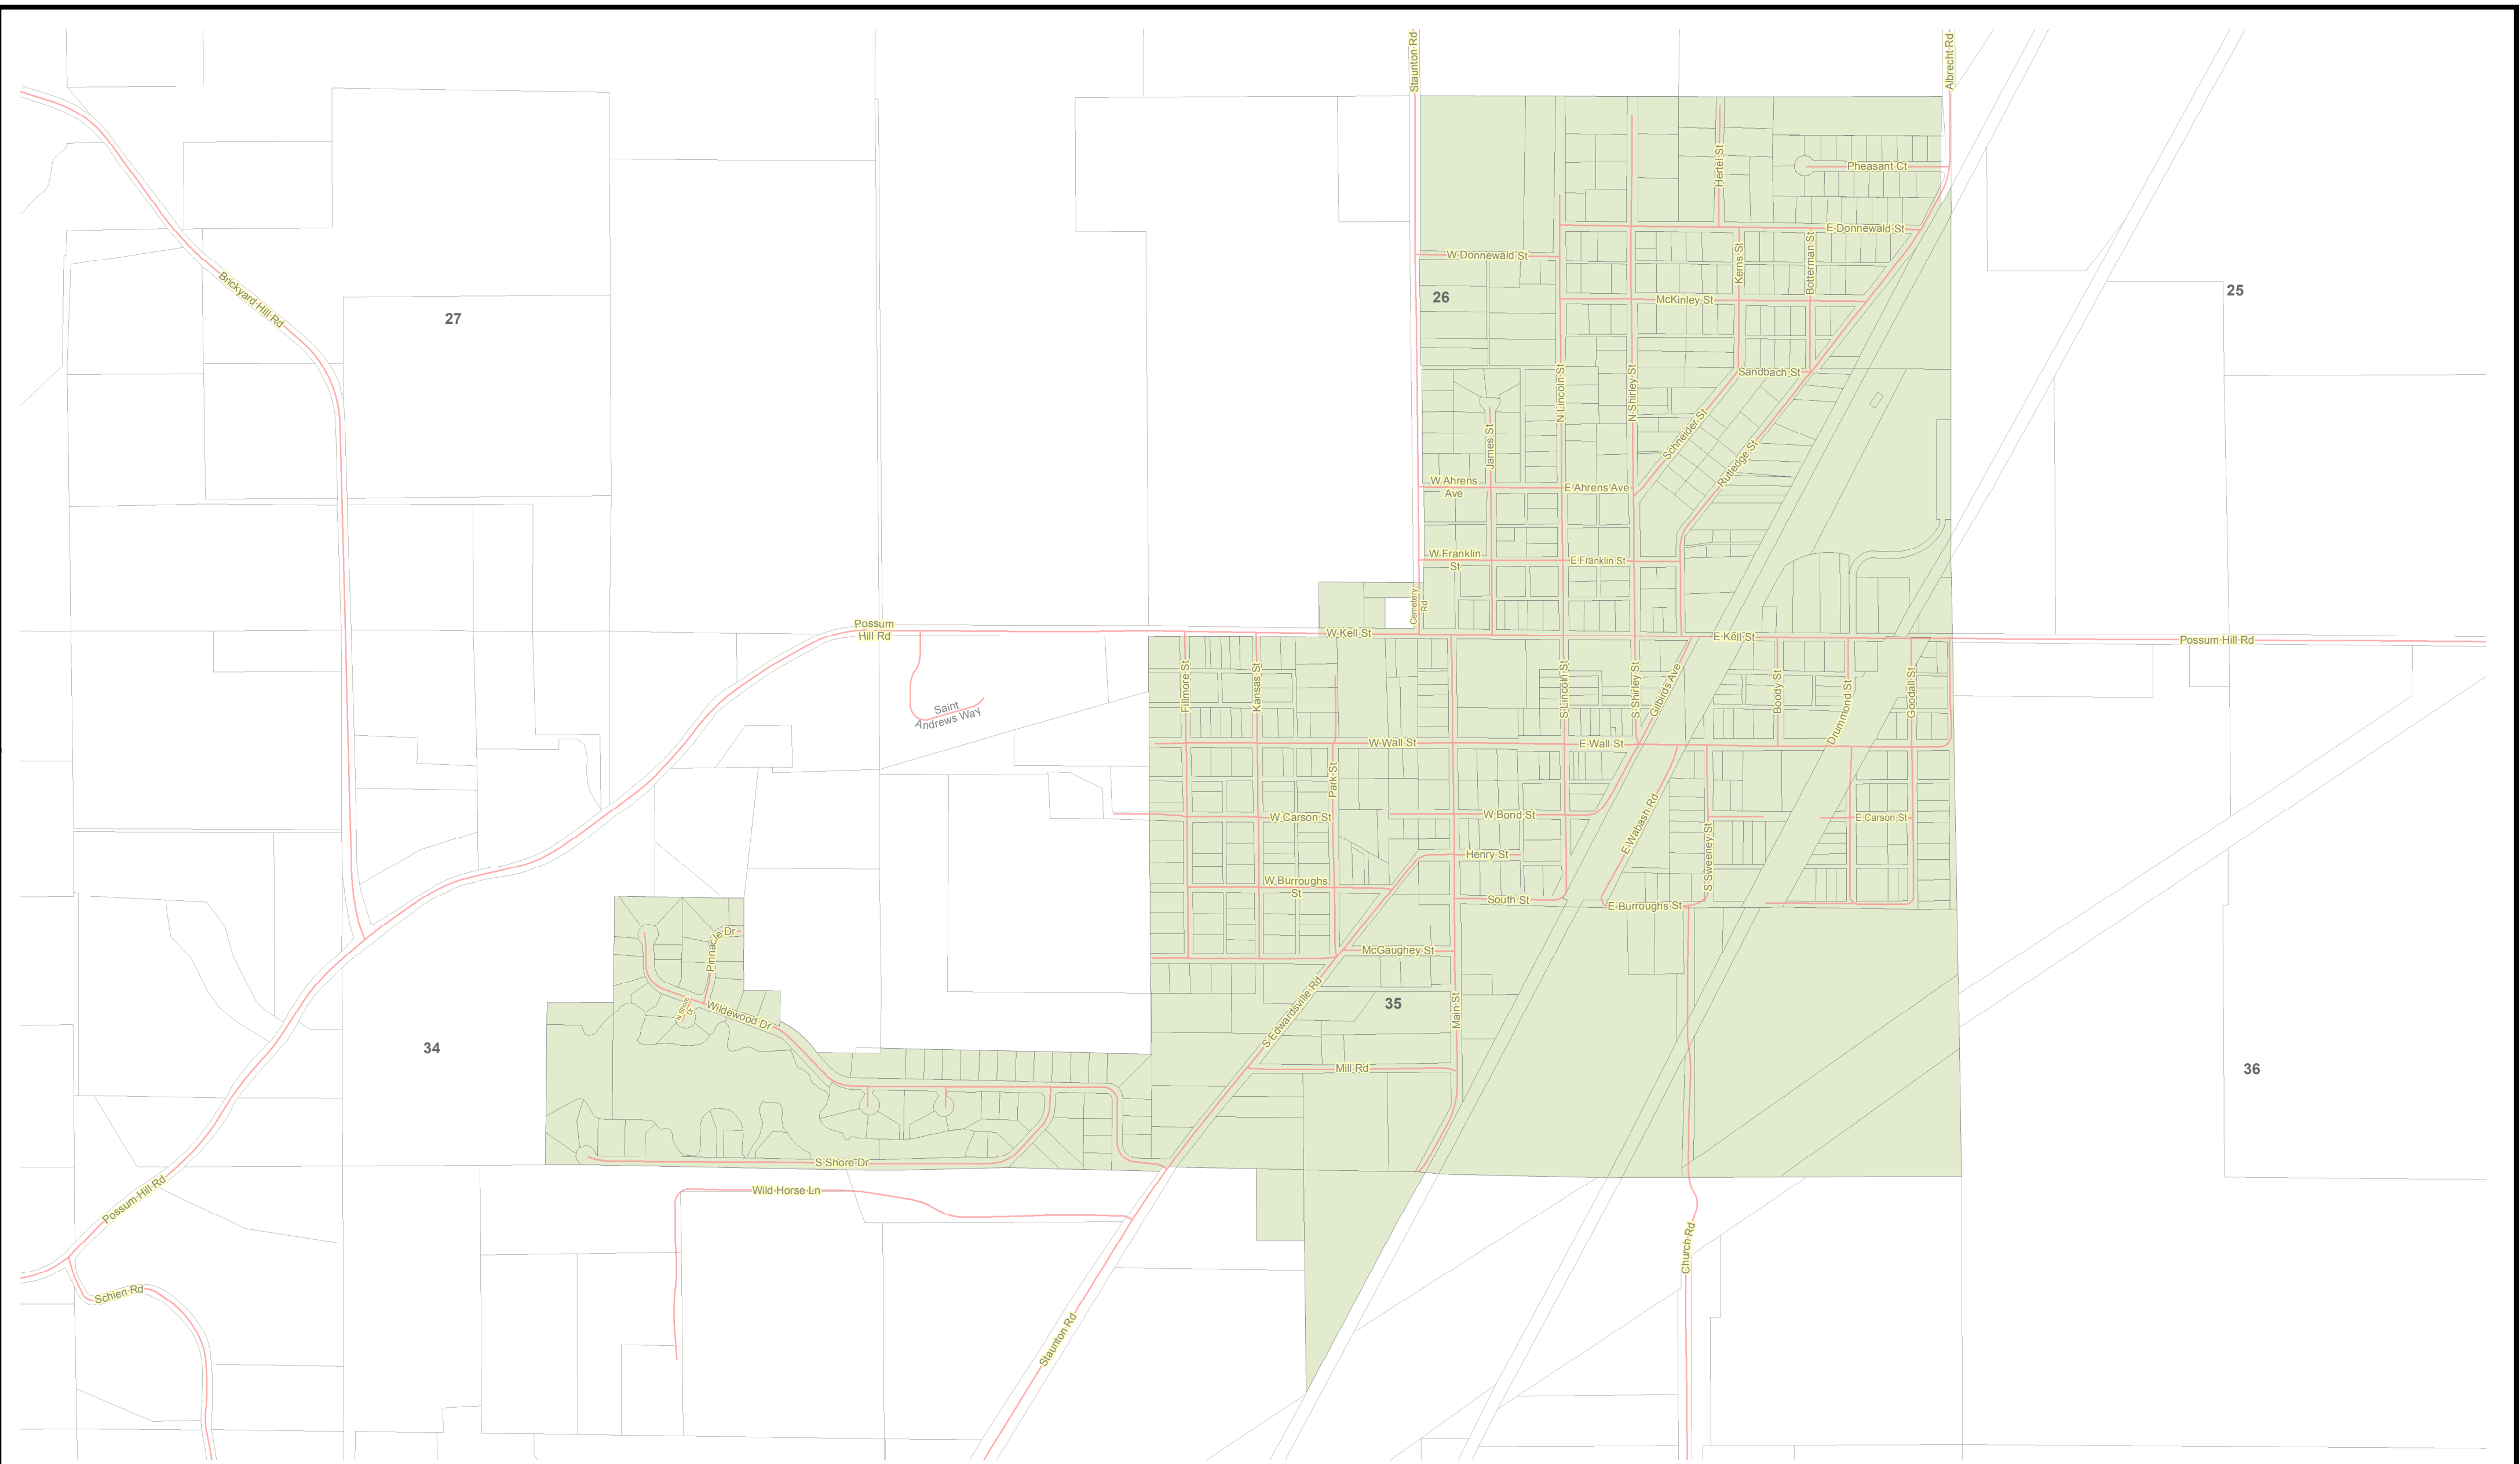 Staunton Rd
Albrecht Rd
Pheasant Ct
Hertel St
E Donnewald St
W Donnewald St
Kerns St
Botterman St
Brickyard Hill Rd
26
25
27
McKinley St
Sandbach St
N Lincoln St
N Shirley St
Schneider St
James St
Rutledge St
W Ahrens
Ave
E Ahrens Ave
W Franklin
St
E Franklin St
Cemetery
Rd
Possum
Hill Rd
W Kell St
E Kell St
Possum Hill Rd
Fillmore St
Kansas St
S Lincoln St
S Shirley St
Gilbirds Ave
Boody St
Drummond St
Goodall St
Saint
Andrews Way
W Wall St
E Wall St
Park St
W Carson St
W Bond St
E Wabash Rd
E Carson St
Henry St
S Sweeney St
W Burroughs
St
South St
E Burroughs St
Pinnacle Dr
McGaughey St
N Shore
Dr
Wildewood Dr
S Edwardsville Rd
35
Main St
34
Mill Rd
36
S Shore Dr
Possum Hill Rd
Wild Horse Ln
Church Rd
Schien Rd
Staunton Rd